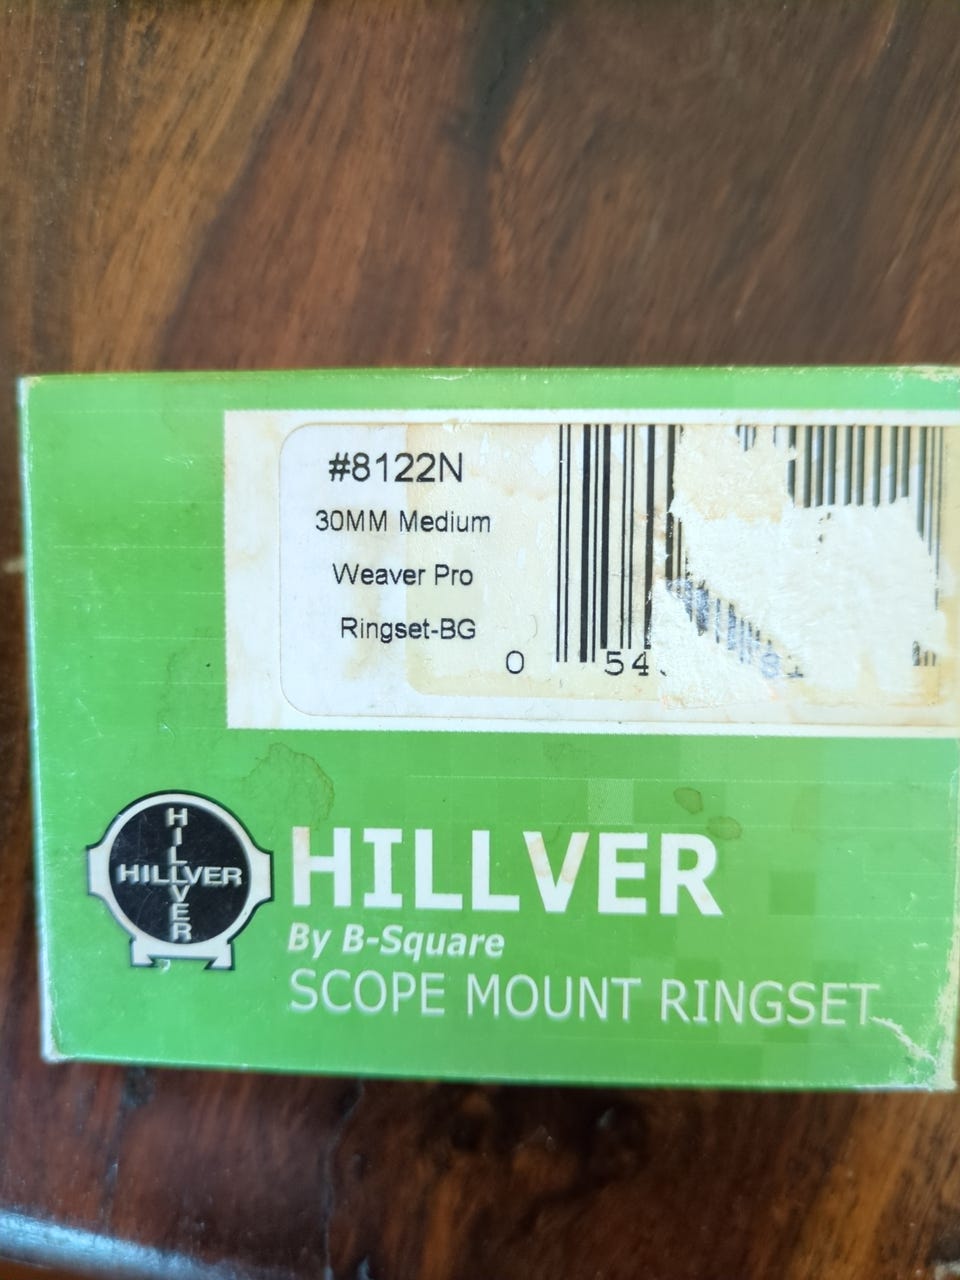 #8122N
30MM Medium
Weaver Pro
Ringset-BG
0 54
HILLVER
HILLVER
HILLVER
By B-Square
SCOPE MOUNT RINGSET